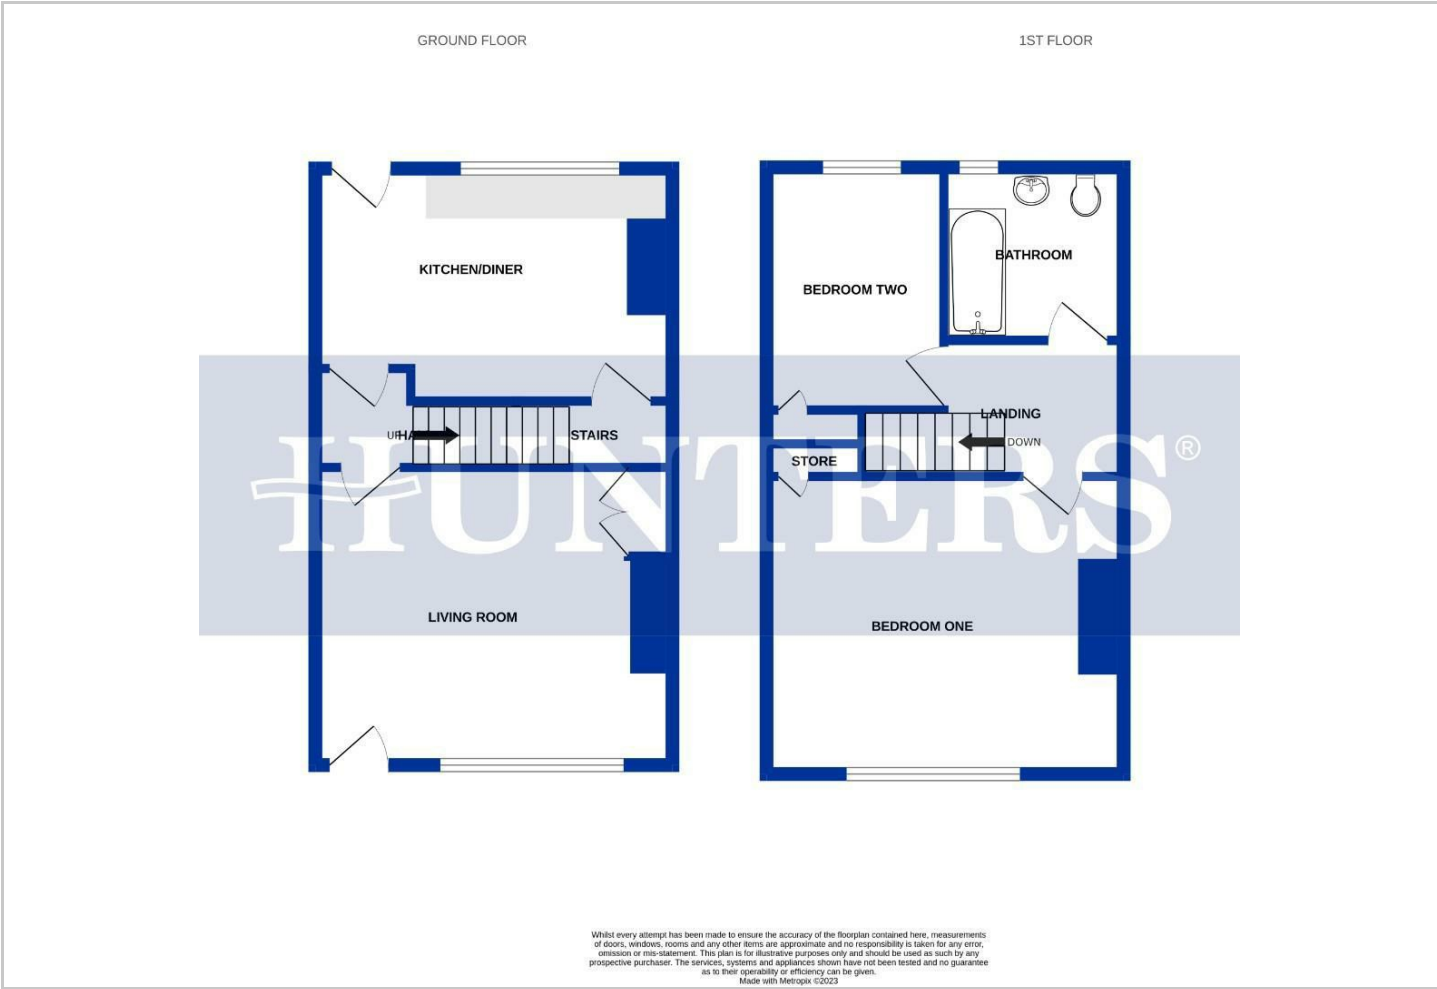 GROUND FLOOR
1ST FLOOR
KITCHEN/DINER
BEDROOM TWO
BATHROOM
LANDING
UP
STAIRS
DOWN
STORE
HUNTERS®
LIVING ROOM
BEDROOM ONE
Whilst every attempt has been made to ensure the accuracy of the floorplan contained here, measurements
of doors, windows, rooms and any other items are approximate and no responsibility is taken for any error,
omission or mis-statement. This plan is for illustrative purposes only and should be used as such by any
prospective purchaser. The services, systems and appliances shown have not been tested and no guarantee
as to their operability or efficiency can be given.
Made with Metropix ©2023